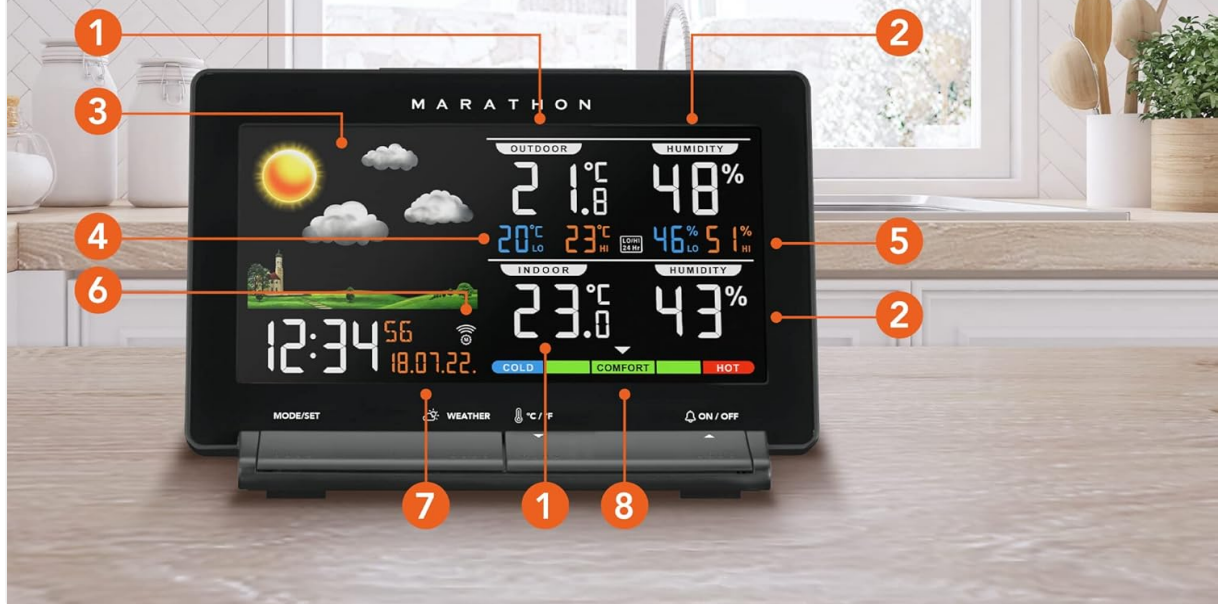 1
2
3
MARATHON
OUTDOOR HUMIDITY
21.8°C 48%
4
20°C LO 23°C HI LO/HI 24 Hr 46% LO 51% HI
5
INDOOR HUMIDITY
6
23.0°C 43%
2
12:34 56 M
18.07.22.
COLD COMFORT HOT
MODE/SET WEATHER °C / °F ON / OFF
7
1
8